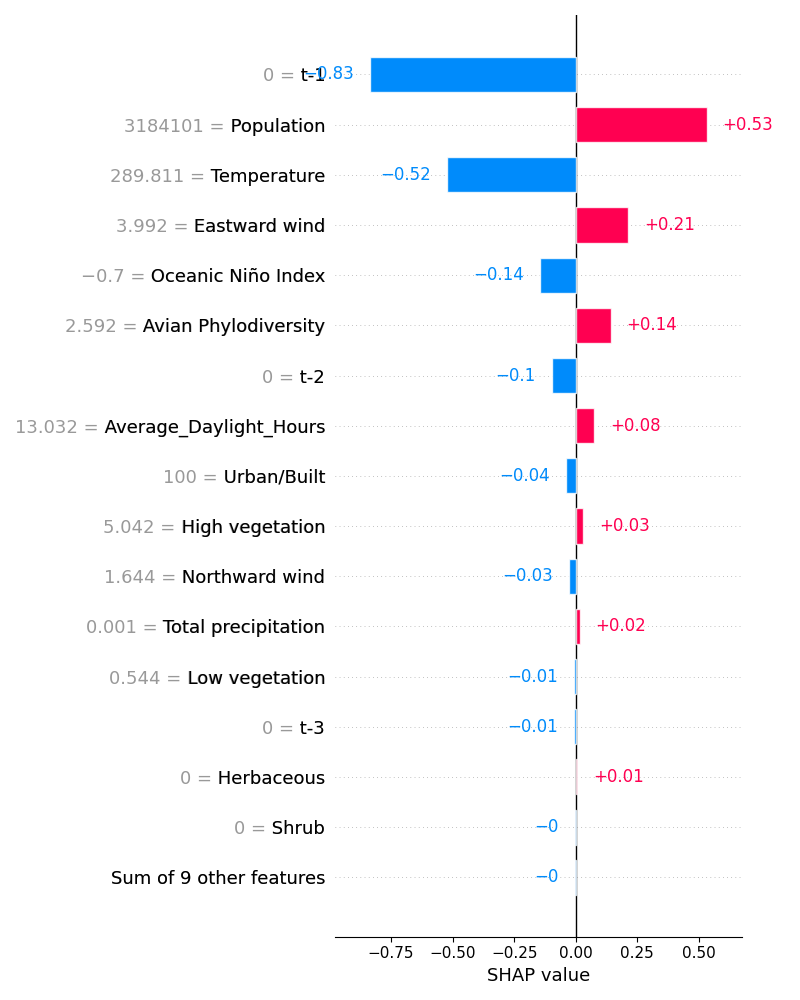 0 = t-1 −0.83
3184101 = Population +0.53
289.811 = Temperature −0.52
3.992 = Eastward wind +0.21
−0.7 = Oceanic Niño Index −0.14
2.592 = Avian Phylodiversity +0.14
0 = t-2 −0.1
13.032 = Average_Daylight_Hours +0.08
100 = Urban/Built −0.04
5.042 = High vegetation +0.03
1.644 = Northward wind −0.03
0.001 = Total precipitation +0.02
0.544 = Low vegetation −0.01
0 = t-3 −0.01
0 = Herbaceous +0.01
0 = Shrub −0
Sum of 9 other features −0
−0.75 −0.50 −0.25 0.00 0.25 0.50
SHAP value